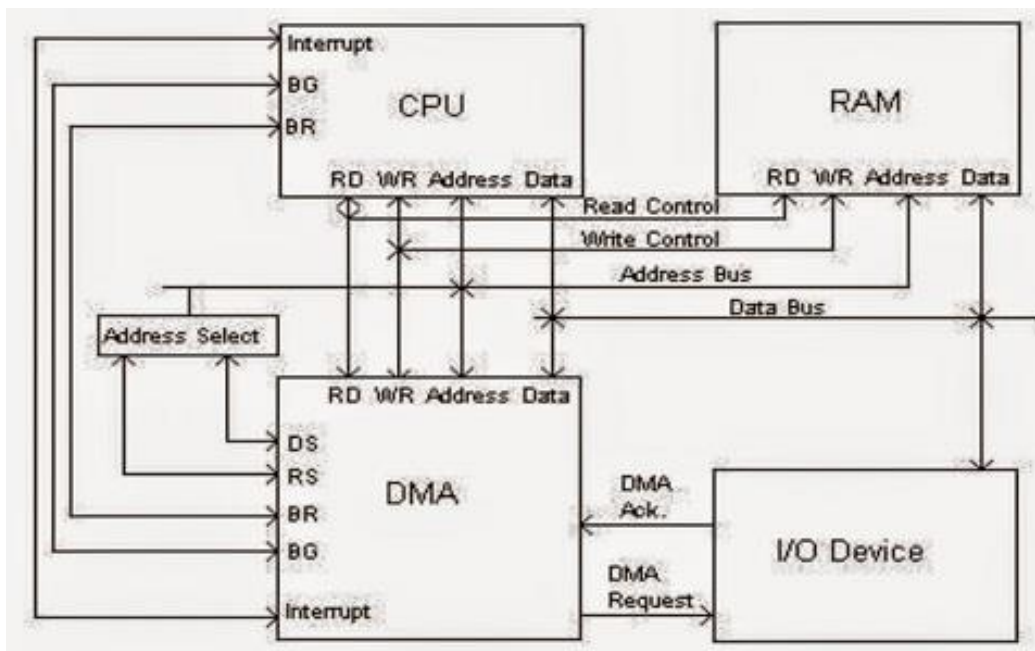 Interrupt
BG
BR
CPU
RD WR Address Data
RAM
RD WR Address Data
Read Control
Write Control
Address Bus
Data Bus
Address Select
RD WR Address Data
DS
RS
BR
BG
Interrupt
DMA
DMA
Ack.
DMA
Request
I/O Device